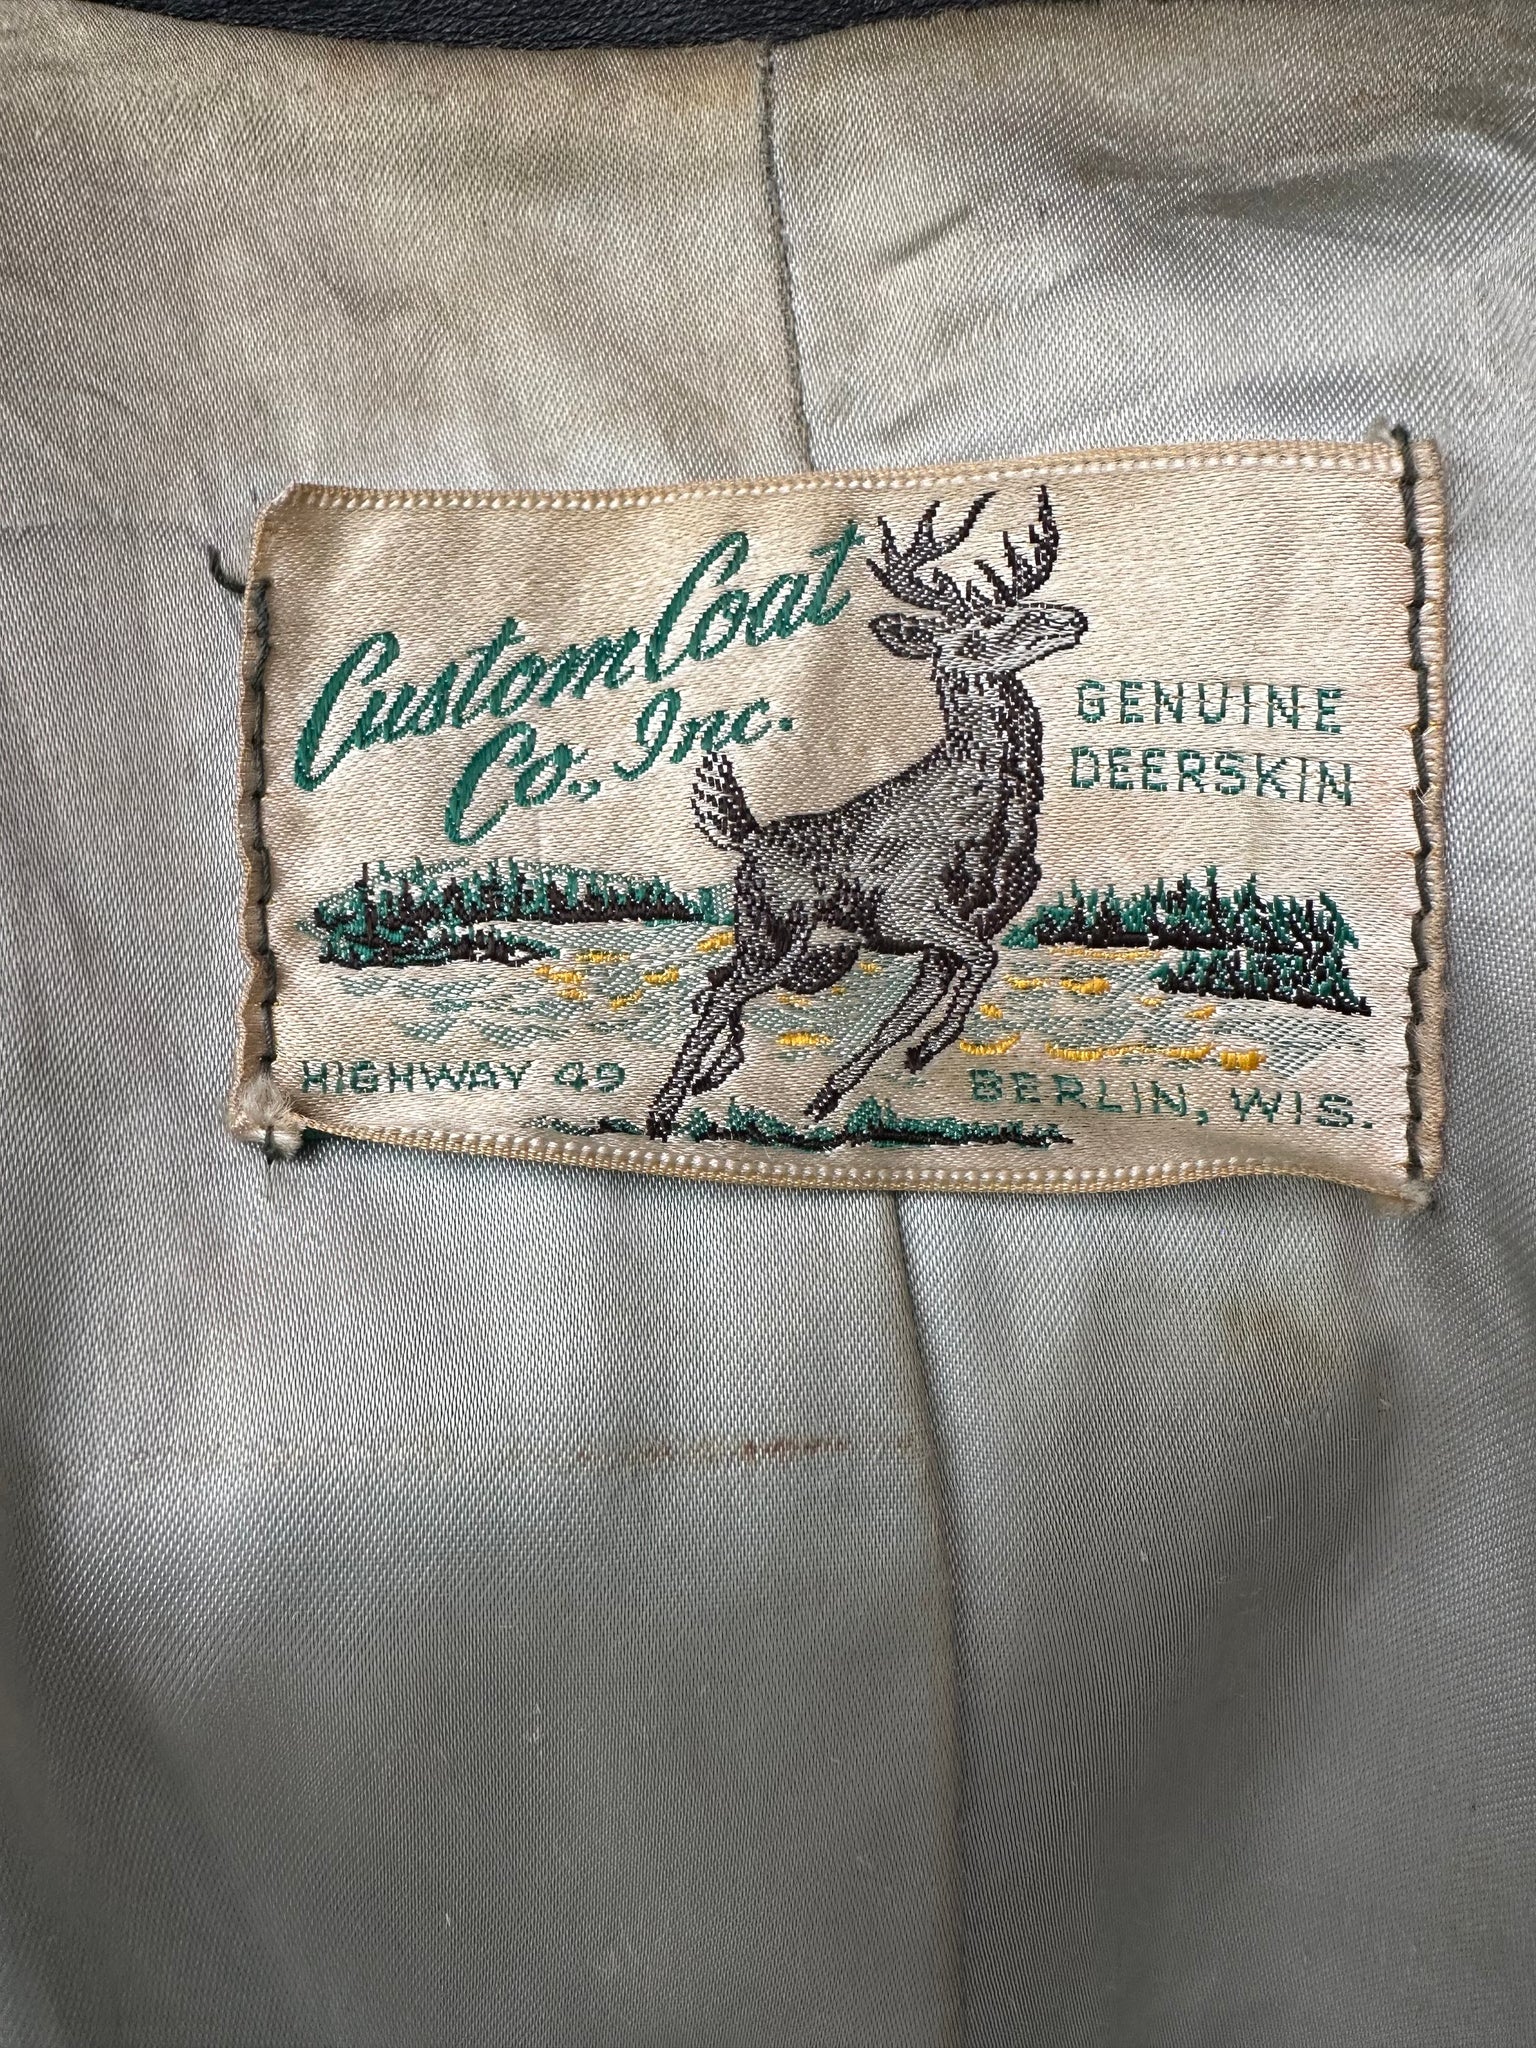 Custom Coat
Co., Inc.
GENUINE
DEERSKIN
HIGHWAY 49
BERLIN, WIS.